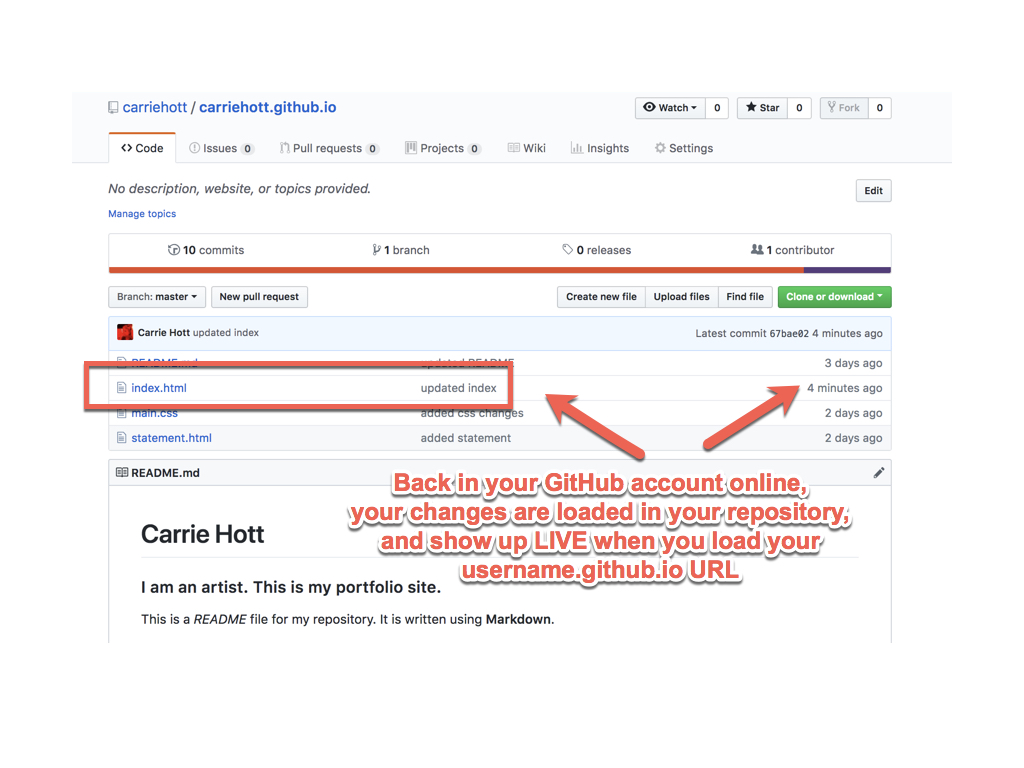 carriehott / carriehott.github.io
Watch 0 Star 0 Fork 0
Code Issues 0 Pull requests 0 Projects 0 Wiki Insights Settings
No description, website, or topics provided.
Edit
Manage topics
10 commits 1 branch 0 releases 1 contributor
Branch: master New pull request Create new file Upload files Find file Clone or download
Carrie Hott updated index Latest commit 67bae02 4 minutes ago
README.md updated README 3 days ago
index.html updated index 4 minutes ago
main.css added css changes 2 days ago
statement.html added statement 2 days ago
README.md
Back in your GitHub account online,
your changes are loaded in your repository,
and show up LIVE when you load your
username.github.io URL
Carrie Hott
I am an artist. This is my portfolio site.
This is a README file for my repository. It is written using Markdown.